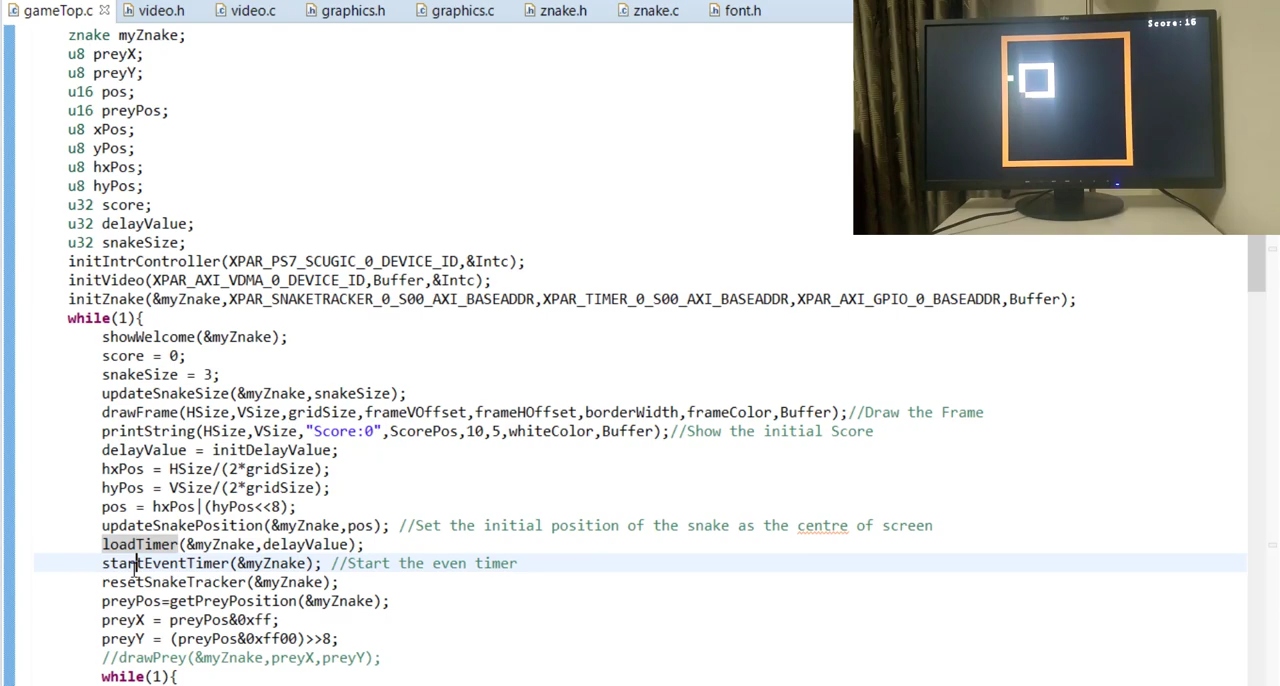 gameTop.c video.h video.c graphics.h graphics.c znake.h znake.c font.h
znake myZnake;
u8 preyX;
u8 preyY;
u16 pos;
u16 preyPos;
u8 xPos;
u8 yPos;
u8 hxPos;
u8 hyPos;
u32 score;
u32 delayValue;
u32 snakeSize;
initIntrController(XPAR_PS7_SCUGIC_0_DEVICE_ID,&Intc);
initVideo(XPAR_AXI_VDMA_0_DEVICE_ID,Buffer,&Intc);
initZnake(&myZnake,XPAR_SNAKETRACKER_0_S00_AXI_BASEADDR,XPAR_TIMER_0_S00_AXI_BASEADDR,XPAR_AXI_GPIO_0_BASEADDR,Buffer);
while(1){
showWelcome(&myZnake);
score = 0;
snakeSize = 3;
updateSnakeSize(&myZnake,snakeSize);
drawFrame(HSize,VSize,gridSize,frameVOffset,frameHOffset,borderWidth,frameColor,Buffer);//Draw the Frame
printString(HSize,VSize,"Score:0",ScorePos,10,5,whiteColor,Buffer);//Show the initial Score
delayValue = initDelayValue;
hxPos = HSize/(2*gridSize);
hyPos = VSize/(2*gridSize);
pos = hxPos|(hyPos<<8);
updateSnakePosition(&myZnake,pos); //Set the initial position of the snake as the centre of screen
loadTimer(&myZnake,delayValue);
startEventTimer(&myZnake); //Start the even timer
resetSnakeTracker(&myZnake);
preyPos=getPreyPosition(&myZnake);
preyX = preyPos&0xff;
preyY = (preyPos&0xff00)>>8;
//drawPrey(&myZnake,preyX,preyY);
while(1){
Score:16